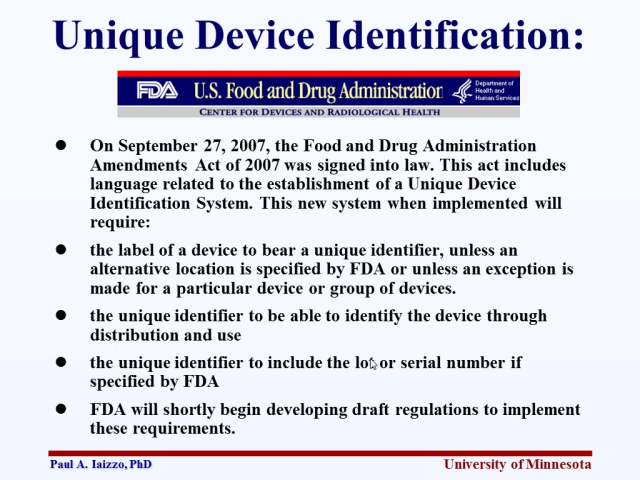 Unique Device Identification:
FDA U.S. Food and Drug Administration Department of Health and Human Services
CENTER FOR DEVICES AND RADIOLOGICAL HEALTH
On September 27, 2007, the Food and Drug Administration
Amendments Act of 2007 was signed into law. This act includes
language related to the establishment of a Unique Device
Identification System. This new system when implemented will
require:
the label of a device to bear a unique identifier, unless an
alternative location is specified by FDA or unless an exception is
made for a particular device or group of devices.
the unique identifier to be able to identify the device through
distribution and use
the unique identifier to include the lot or serial number if
specified by FDA
FDA will shortly begin developing draft regulations to implement
these requirements.
Paul A. Iaizzo, PhD
University of Minnesota